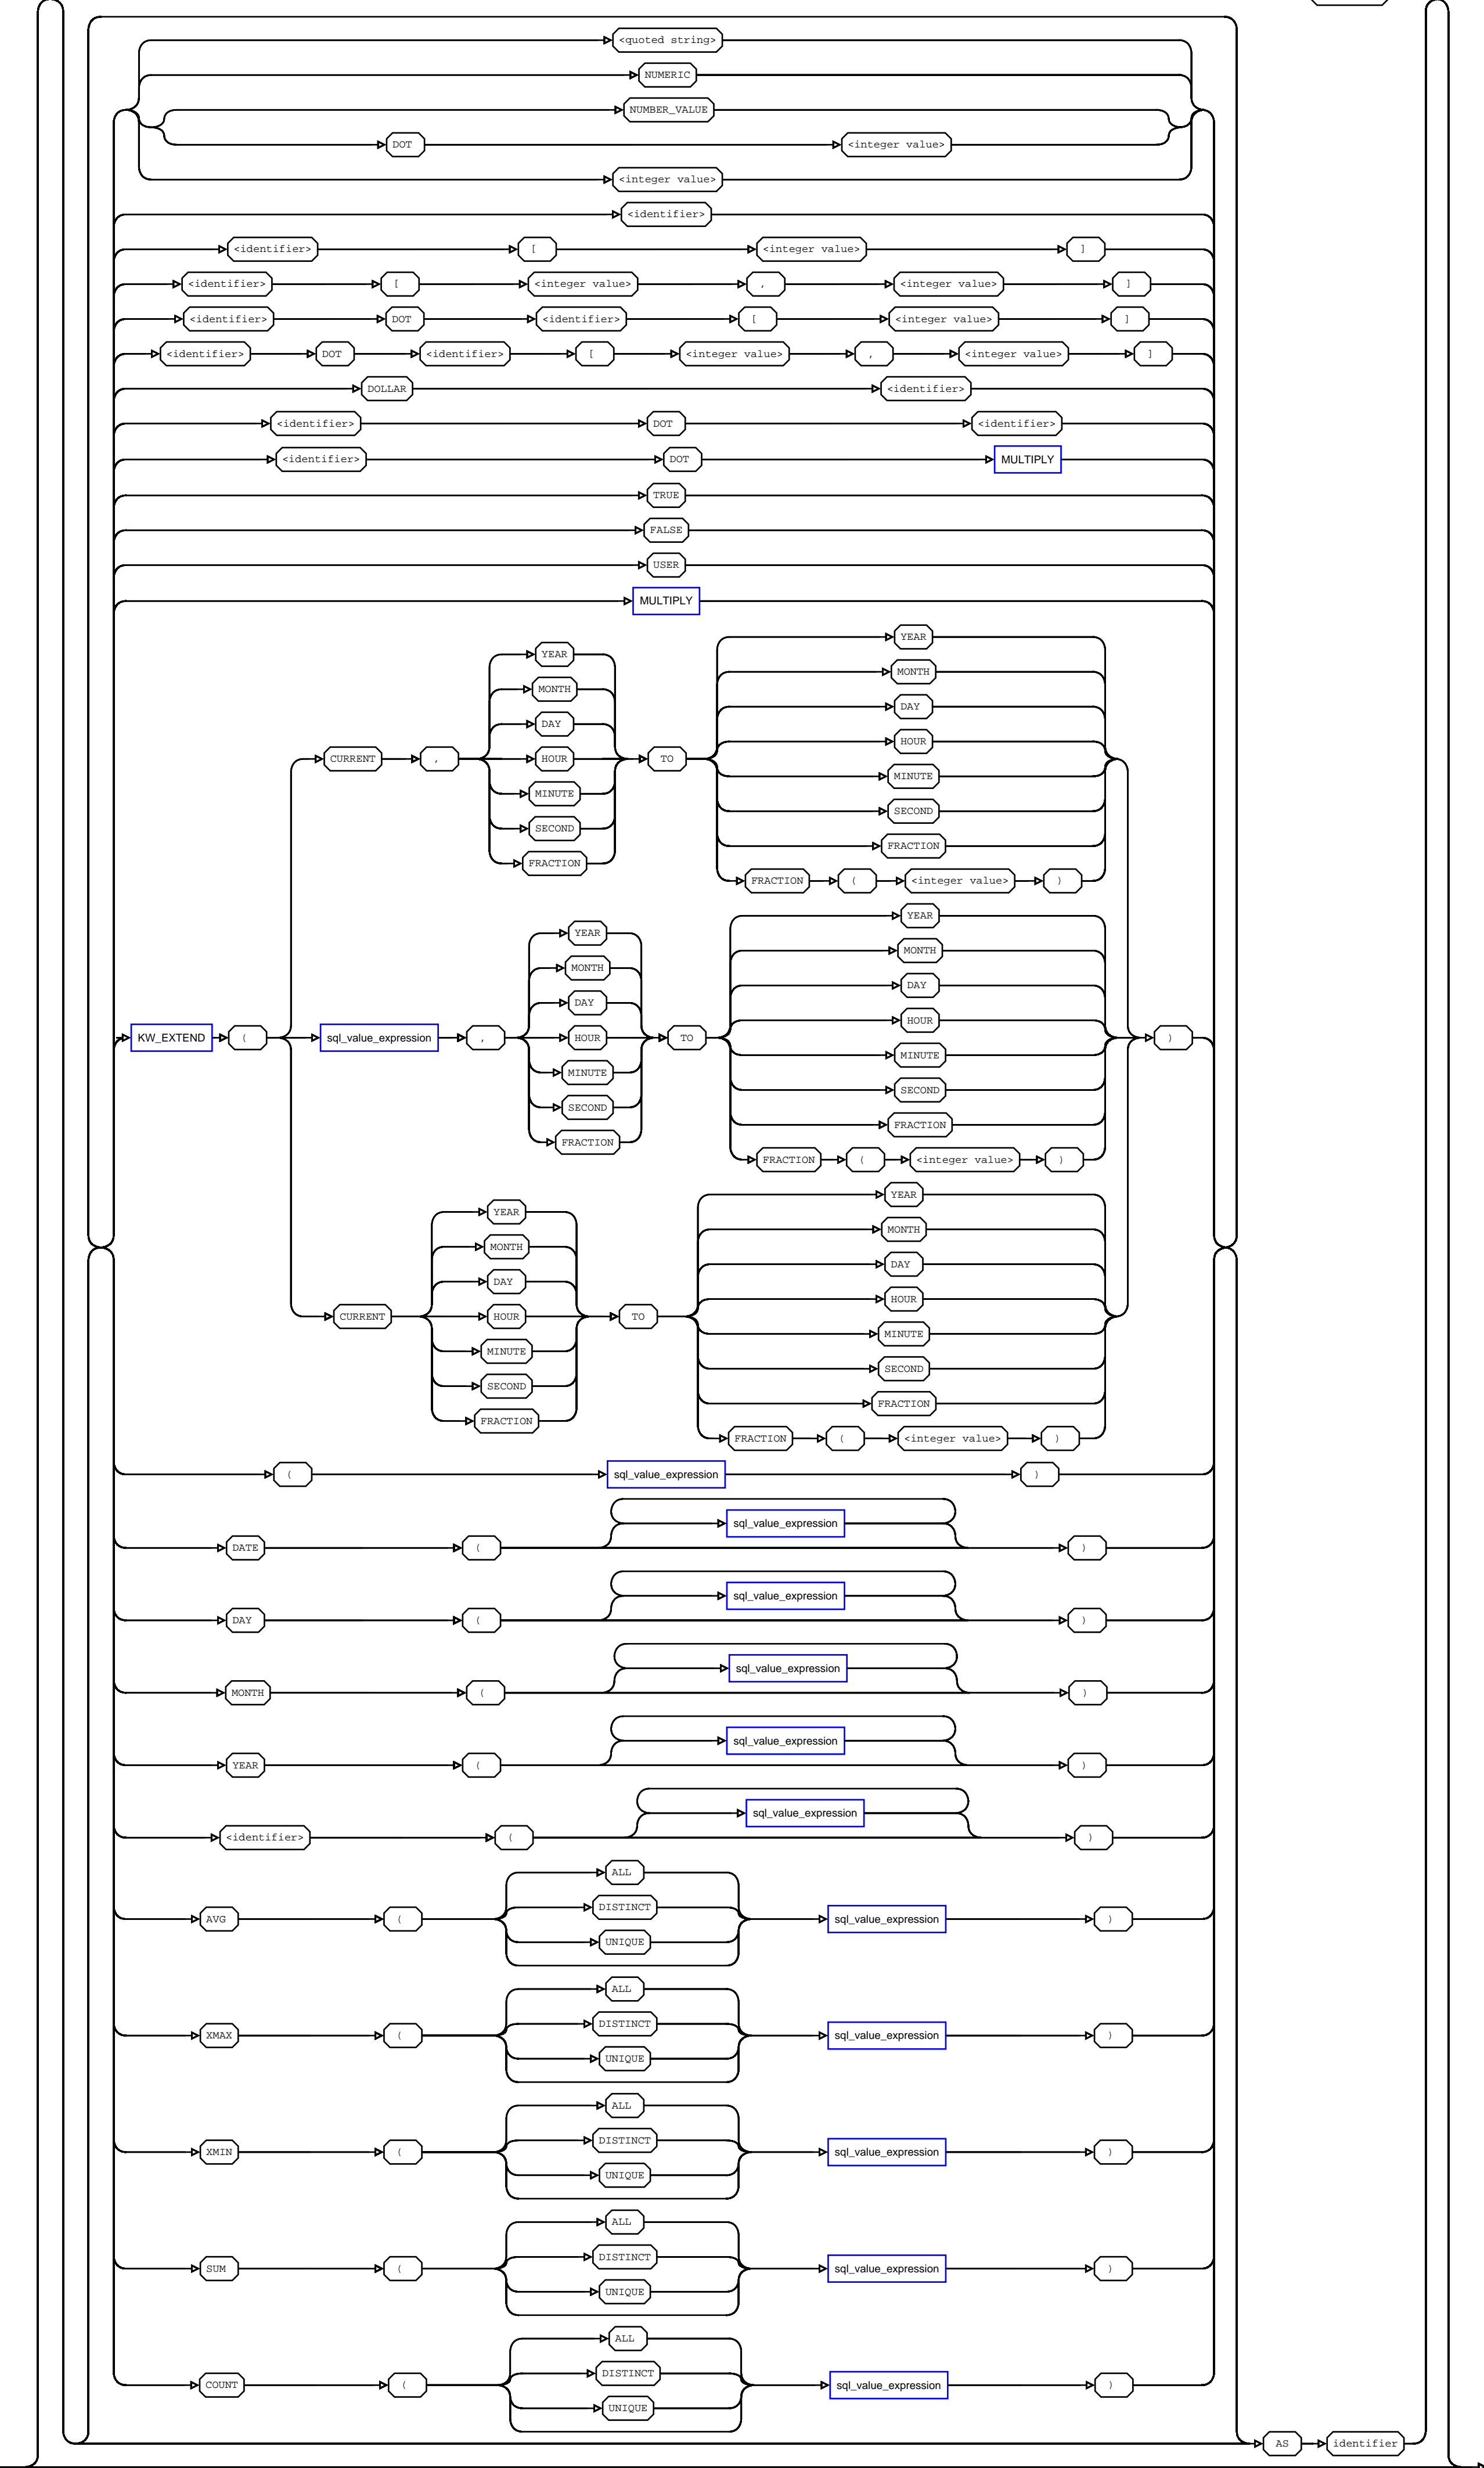 <quoted string>
NUMERIC
NUMBER_VALUE
DOT <integer value>
<integer value>
<identifier>
<identifier> [ <integer value> ]
<identifier> [ <integer value> , <integer value> ]
<identifier> DOT <identifier> [ <integer value> ]
<identifier> DOT <identifier> [ <integer value> , <integer value> ]
DOLLAR <identifier>
<identifier> DOT <identifier>
<identifier> DOT MULTIPLY
TRUE
FALSE
USER
MULTIPLY
YEAR
YEAR
MONTH
MONTH
DAY
DAY
HOUR
CURRENT , HOUR TO
MINUTE
MINUTE
SECOND
SECOND
FRACTION
FRACTION
FRACTION ( <integer value> )
YEAR
YEAR
MONTH
MONTH
DAY
DAY
HOUR
KW_EXTEND ( sql_value_expression , HOUR TO )
MINUTE
MINUTE
SECOND
SECOND
FRACTION
FRACTION
FRACTION ( <integer value> )
YEAR
YEAR
MONTH
MONTH
DAY
DAY
HOUR
CURRENT HOUR TO
MINUTE
MINUTE
SECOND
SECOND
FRACTION
FRACTION
FRACTION ( <integer value> )
( sql_value_expression )
sql_value_expression
DATE ( )
sql_value_expression
DAY ( )
sql_value_expression
MONTH ( )
sql_value_expression
YEAR ( )
sql_value_expression
<identifier> ( )
ALL
DISTINCT
AVG ( sql_value_expression )
UNIQUE
ALL
DISTINCT
XMAX ( sql_value_expression )
UNIQUE
ALL
DISTINCT
XMIN ( sql_value_expression )
UNIQUE
ALL
DISTINCT
SUM ( sql_value_expression )
UNIQUE
ALL
DISTINCT
COUNT ( sql_value_expression )
UNIQUE
AS identifier